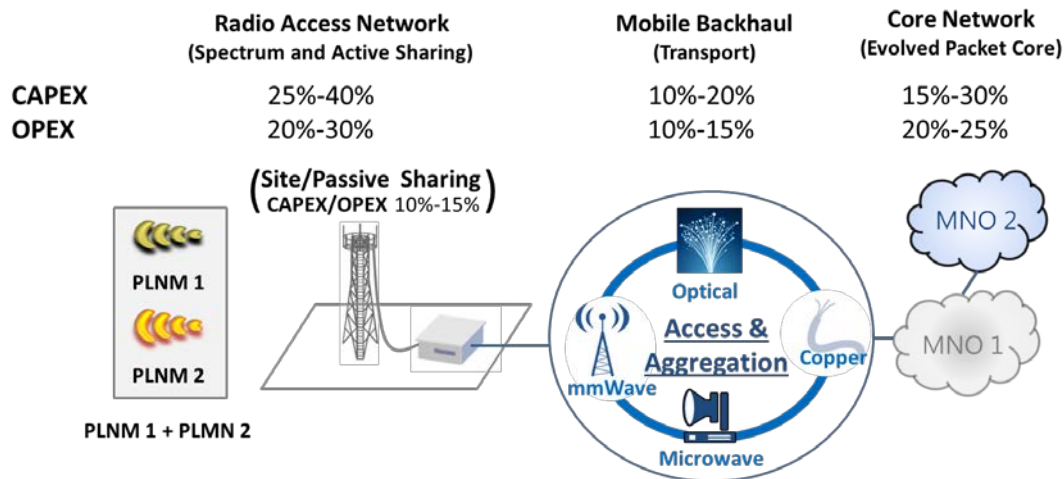 Radio Access Network
(Spectrum and Active Sharing)
Mobile Backhaul
(Transport)
Core Network
(Evolved Packet Core)
CAPEX 25%-40% 10%-20% 15%-30%
OPEX 20%-30% 10%-15% 20%-25%
(Site/Passive Sharing
CAPEX/OPEX 10%-15%)
PLNM 1
PLNM 2
PLNM 1 + PLMN 2
Optical
mmWave
Access &
Aggregation
Copper
Microwave
MNO 2
MNO 1